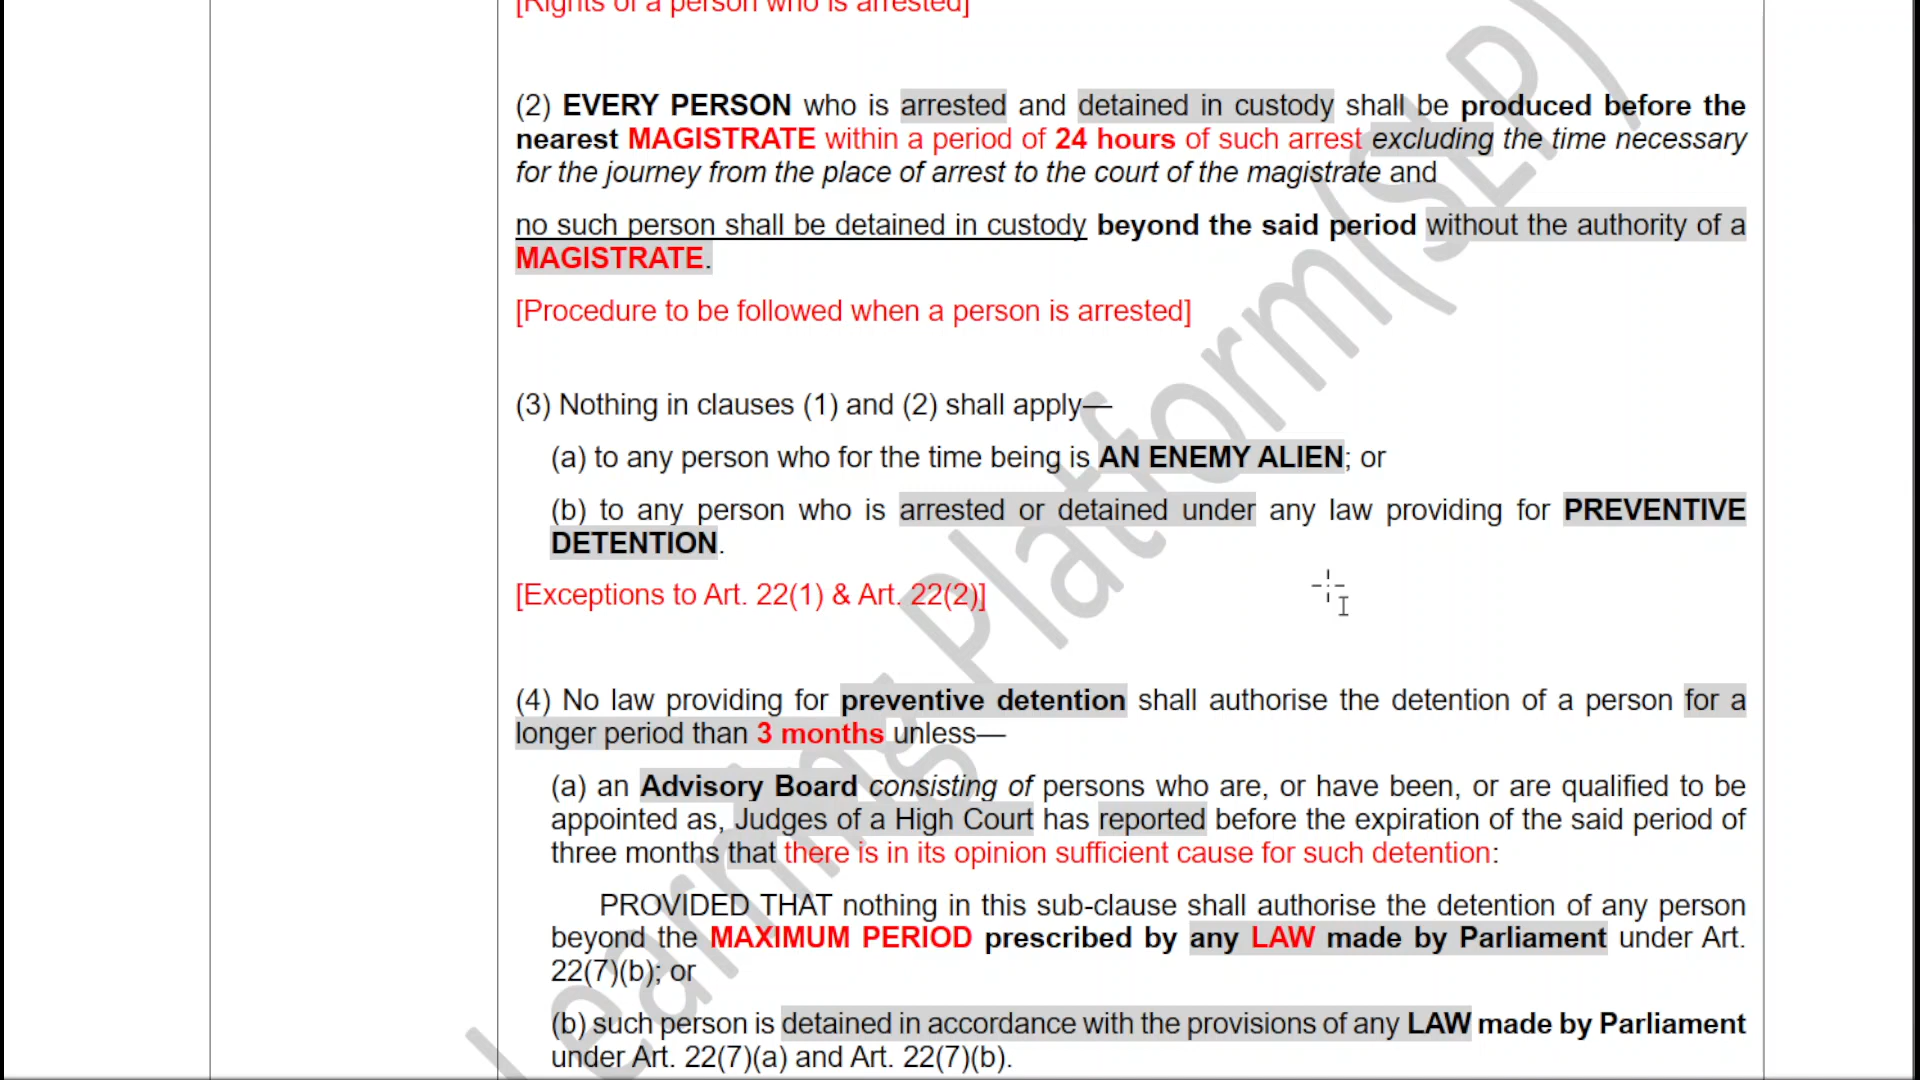 [Rights of a person who is arrested]
(2) EVERY PERSON who is arrested and detained in custody shall be produced before the
nearest MAGISTRATE within a period of 24 hours of such arrest excluding the time necessary
for the journey from the place of arrest to the court of the magistrate and
no such person shall be detained in custody beyond the said period without the authority of a
MAGISTRATE.
[Procedure to be followed when a person is arrested]
(3) Nothing in clauses (1) and (2) shall apply—
(a) to any person who for the time being is AN ENEMY ALIEN; or
(b) to any person who is arrested or detained under any law providing for PREVENTIVE
DETENTION.
[Exceptions to Art. 22(1) & Art. 22(2)]
(4) No law providing for preventive detention shall authorise the detention of a person for a
longer period than 3 months unless—
(a) an Advisory Board consisting of persons who are, or have been, or are qualified to be
appointed as, Judges of a High Court has reported before the expiration of the said period of
three months that there is in its opinion sufficient cause for such detention:
PROVIDED THAT nothing in this sub-clause shall authorise the detention of any person
beyond the MAXIMUM PERIOD prescribed by any LAW made by Parliament under Art.
22(7)(b); or
(b) such person is detained in accordance with the provisions of any LAW made by Parliament
under Art. 22(7)(a) and Art. 22(7)(b).
Learning Platform(SLP)